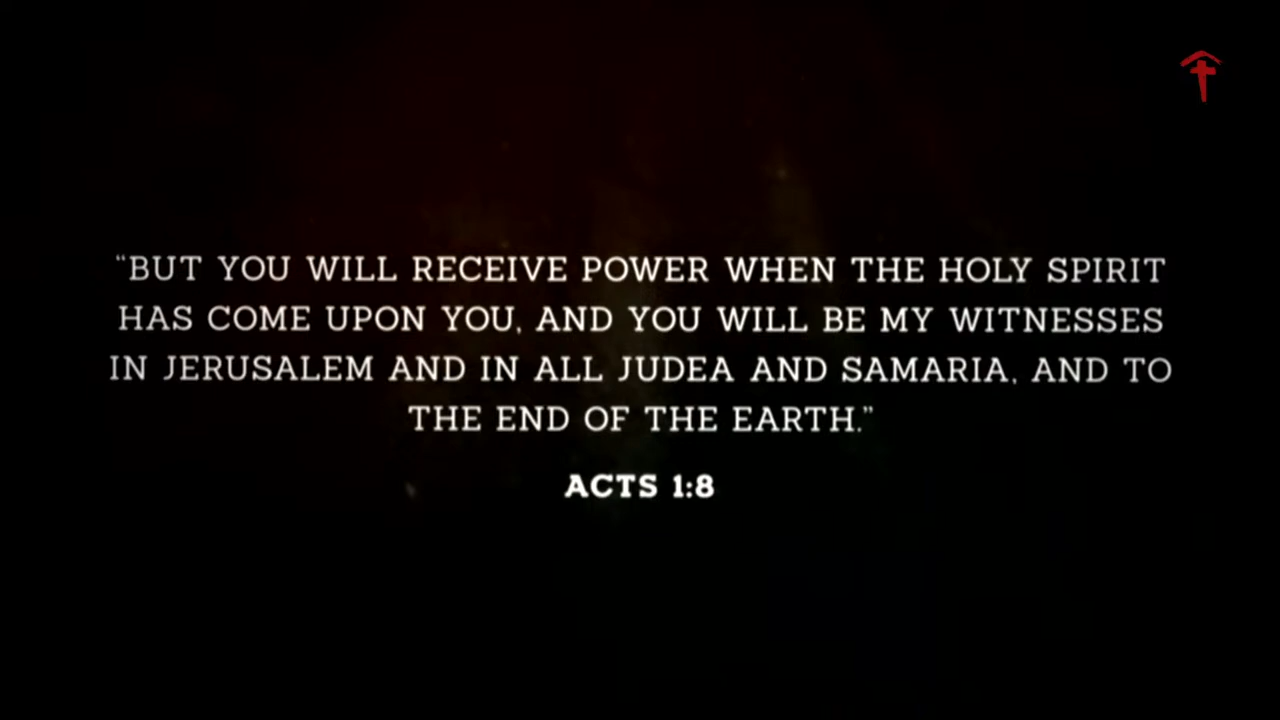 “BUT YOU WILL RECEIVE POWER WHEN THE HOLY SPIRIT
HAS COME UPON YOU, AND YOU WILL BE MY WITNESSES
IN JERUSALEM AND IN ALL JUDEA AND SAMARIA, AND TO
THE END OF THE EARTH.”
ACTS 1:8